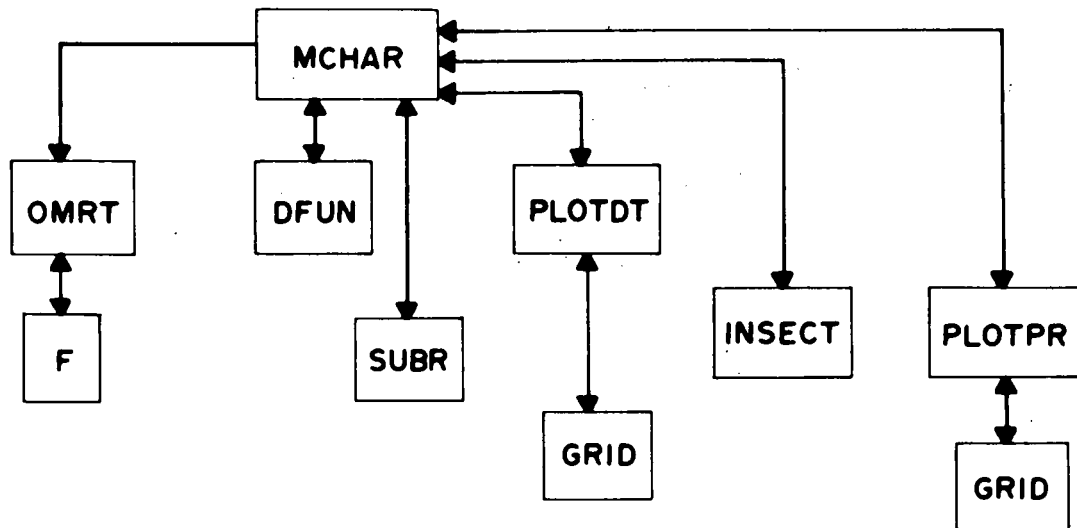 MCHAR
OMRT
DFUN
PLOTDT
F
SUBR
INSECT
PLOTPR
GRID
GRID